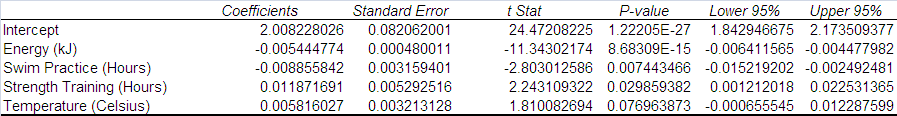 Coefficients Standard Error t Stat P-value Lower 95% Upper 95%
Intercept 2.008228026 0.082062001 24.47208225 1.22205E-27 1.842946675 2.173509377
Energy (kJ) -0.005444774 0.000480011 -11.34302174 8.68309E-15 -0.006411565 -0.004477982
Swim Practice (Hours) -0.008855842 0.003159401 -2.803012586 0.007443466 -0.015219202 -0.002492481
Strength Training (Hours) 0.011871691 0.005292516 2.243109322 0.029859382 0.001212018 0.022531365
Temperature (Celsius) 0.005816027 0.003213128 1.810082694 0.076963873 -0.000655545 0.012287599